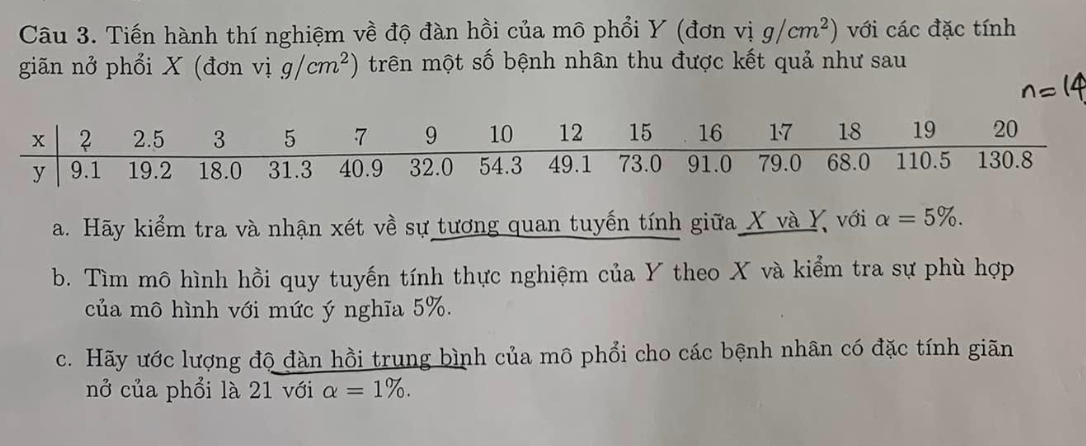 Câu 3. Tiến hành thí nghiệm về độ đàn hồi của mô phổi Y (đơn vị g/cm²) với các đặc tính
giãn nở phổi X (đơn vị g/cm²) trên một số bệnh nhân thu được kết quả như sau
n=14
x 2 2.5 3 5 7 9 10 12 15 16 17 18 19 20
y 9.1 19.2 18.0 31.3 40.9 32.0 54.3 49.1 73.0 91.0 79.0 68.0 110.5 130.8
a. Hãy kiểm tra và nhận xét về sự tương quan tuyến tính giữa X và Y, với α = 5%.
b. Tìm mô hình hồi quy tuyến tính thực nghiệm của Y theo X và kiểm tra sự phù hợp
của mô hình với mức ý nghĩa 5%.
c. Hãy ước lượng độ đàn hồi trung bình của mô phổi cho các bệnh nhân có đặc tính giãn
nở của phổi là 21 với α = 1%.